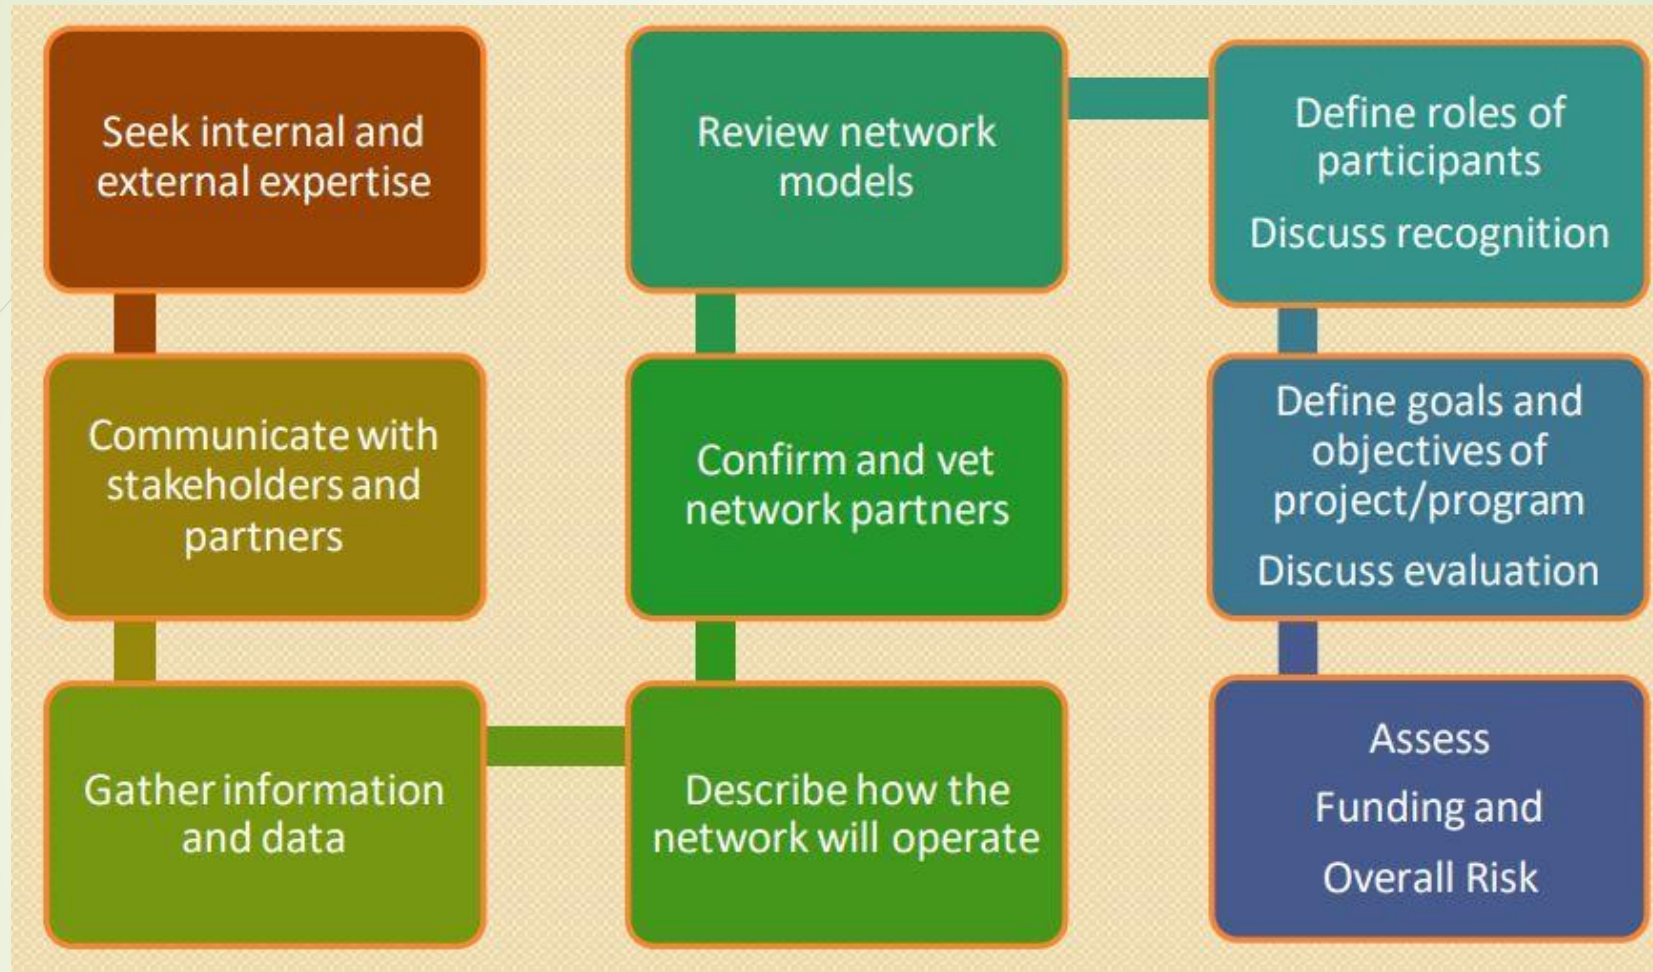 Seek internal and
external expertise
Communicate with
stakeholders and
partners
Gather information
and data
Describe how the
network will operate
Confirm and vet
network partners
Review network
models
Define roles of
participants
Discuss recognition
Define goals and
objectives of
project/program
Discuss evaluation
Assess
Funding and
Overall Risk